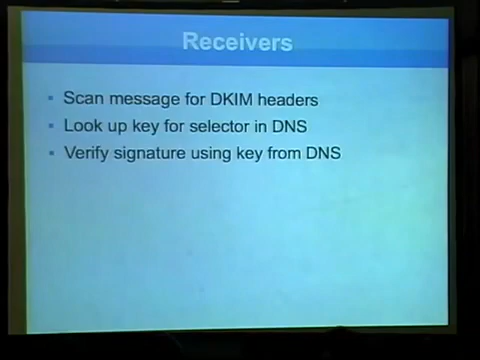 Receivers
Scan message for DKIM headers
Look up key for selector in DNS
Verify signature using key from DNS